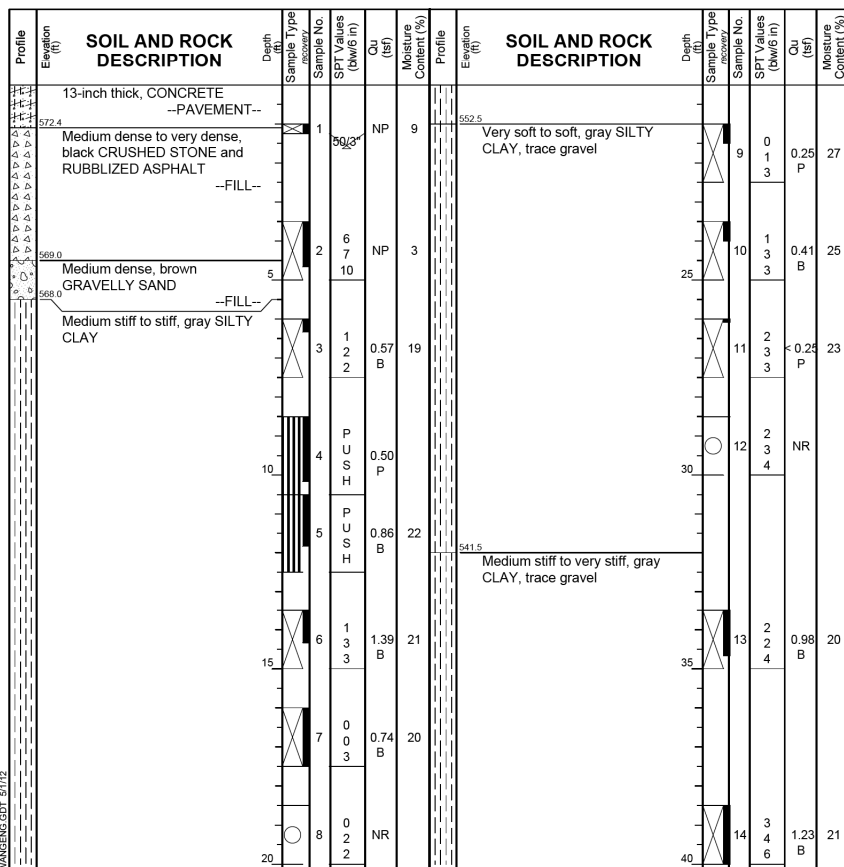 Profile
Elevation (ft)
SOIL AND ROCK DESCRIPTION
Depth (ft)
Sample Type
recovery
Sample No.
SPT Values (blw/6 in)
Qu (tsf)
Moisture Content (%)
13-inch thick, CONCRETE
--PAVEMENT--
572.4
Medium dense to very dense,
black CRUSHED STONE and
RUBBLIZED ASPHALT
--FILL--
1 50/3" NP 9
2 6 7 10 NP 3
569.0
Medium dense, brown
GRAVELLY SAND
--FILL--
5
568.0
Medium stiff to stiff, gray SILTY
CLAY
3 1 2 2 0.57 B 19
4 P U S H 0.50 P
10
5 P U S H 0.86 B 22
6 1 3 3 1.39 B 21
15
7 0 0 3 0.74 B 20
8 0 2 2 NR
20
VANGENG.GDT 5/1/12
Profile
Elevation (ft)
SOIL AND ROCK DESCRIPTION
Depth (ft)
Sample Type
recovery
Sample No.
SPT Values (blw/6 in)
Qu (tsf)
Moisture Content (%)
552.5
Very soft to soft, gray SILTY
CLAY, trace gravel
9 0 1 3 0.25 P 27
10 1 3 3 0.41 B 25
25
11 2 3 3 < 0.25 P 23
12 2 3 4 NR
30
541.5
Medium stiff to very stiff, gray
CLAY, trace gravel
13 2 2 4 0.98 B 20
35
14 3 4 6 1.23 B 21
40